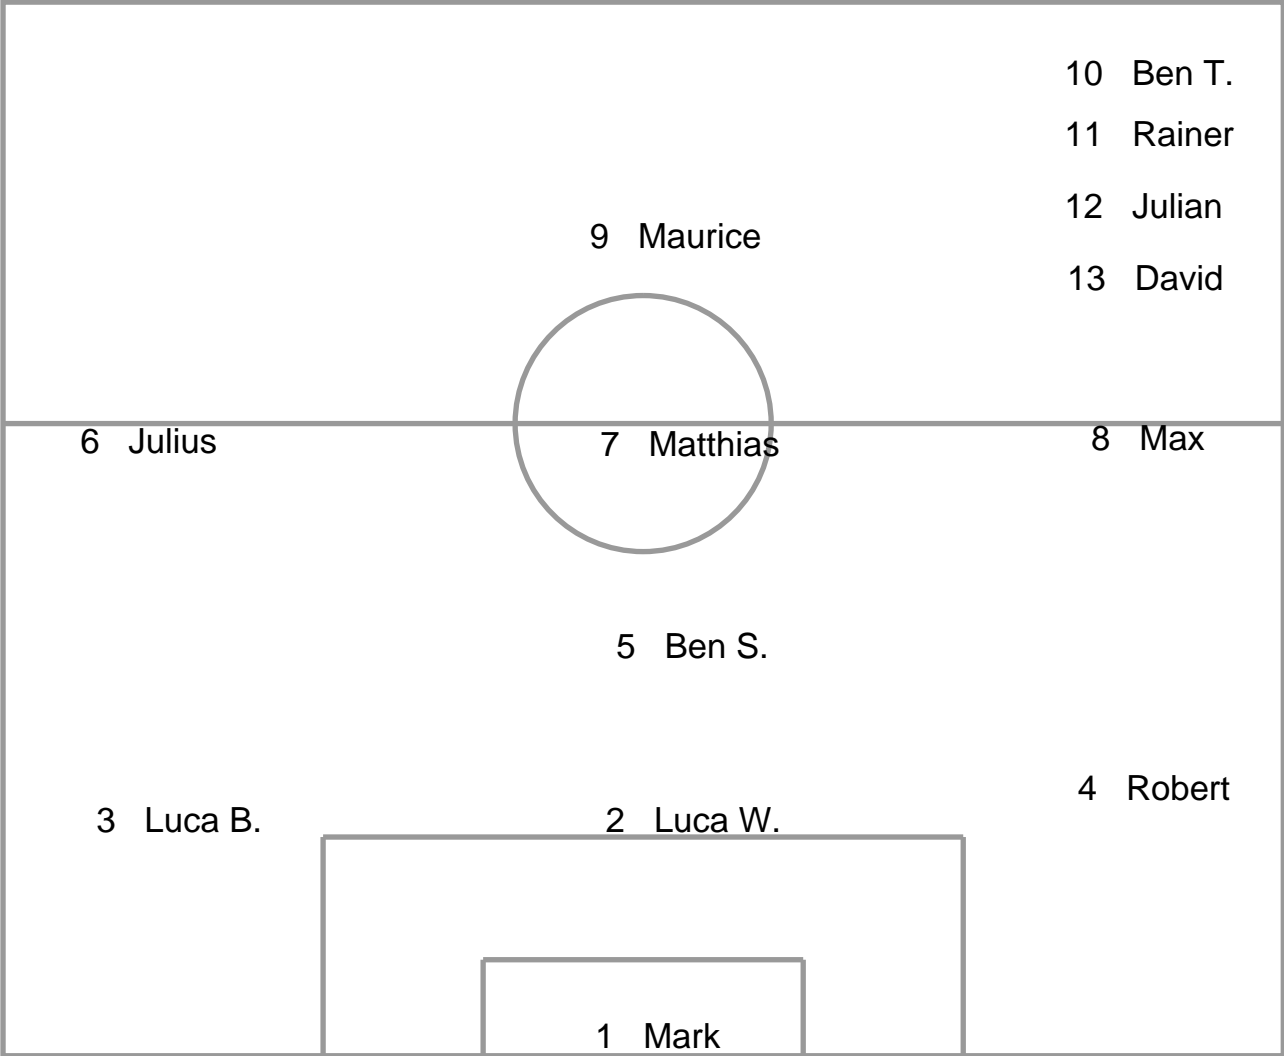 10 Ben T.
11 Rainer
12 Julian
9 Maurice
13 David
6 Julius
7 Matthias
8 Max
5 Ben S.
4 Robert
3 Luca B.
2 Luca W.
1 Mark